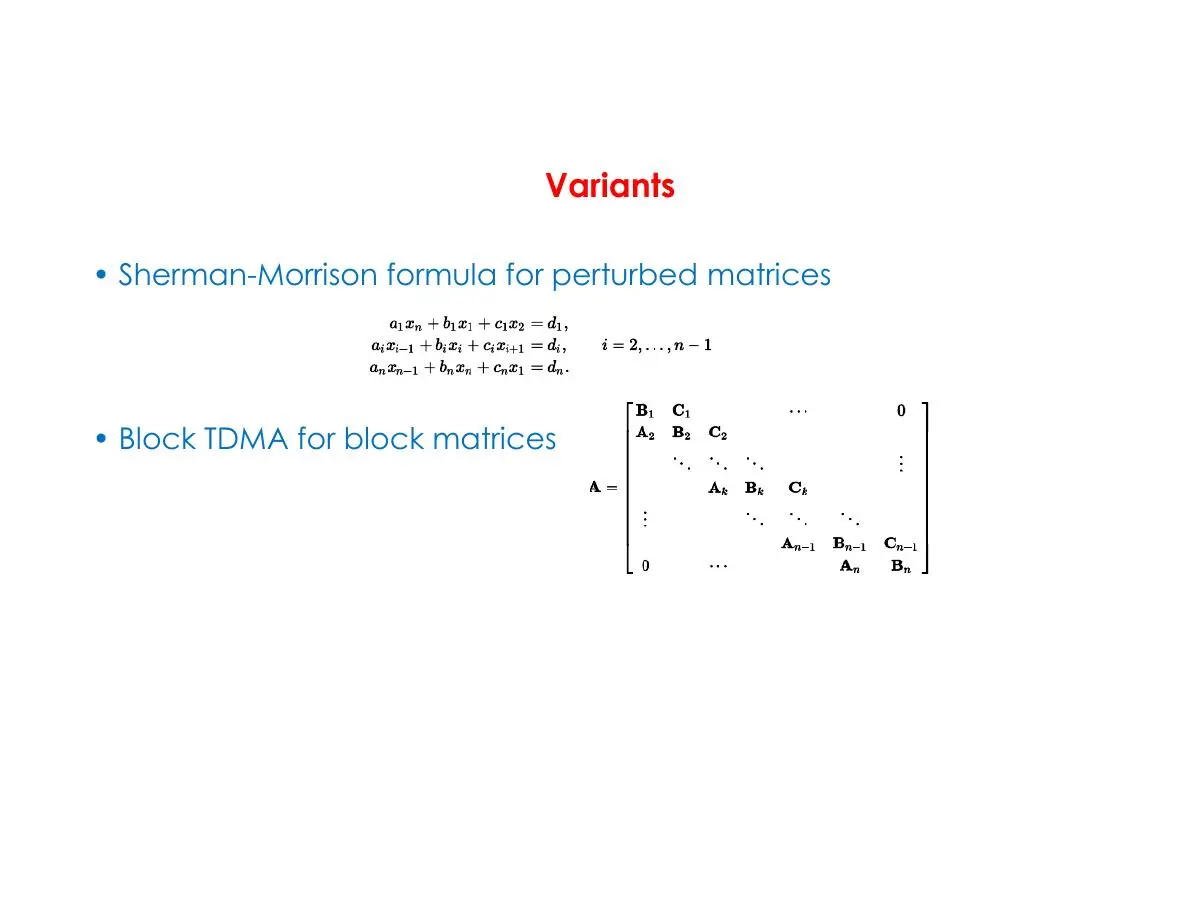 Variants
• Sherman-Morrison formula for perturbed matrices
a₁xₙ + b₁x₁ + c₁x₂ = d₁,
aᵢxᵢ₋₁ + bᵢxᵢ + cᵢxᵢ₊₁ = dᵢ, i = 2, . . . , n − 1
aₙxₙ₋₁ + bₙxₙ + cₙx₁ = dₙ.
• Block TDMA for block matrices
A =
B₁ C₁ ⋯ 0
A₂ B₂ C₂
⋱ ⋱ ⋱ ⋮
Aₖ Bₖ Cₖ
⋮ ⋱ ⋱ ⋱
Aₙ₋₁ Bₙ₋₁ Cₙ₋₁
0 ⋯ Aₙ Bₙ